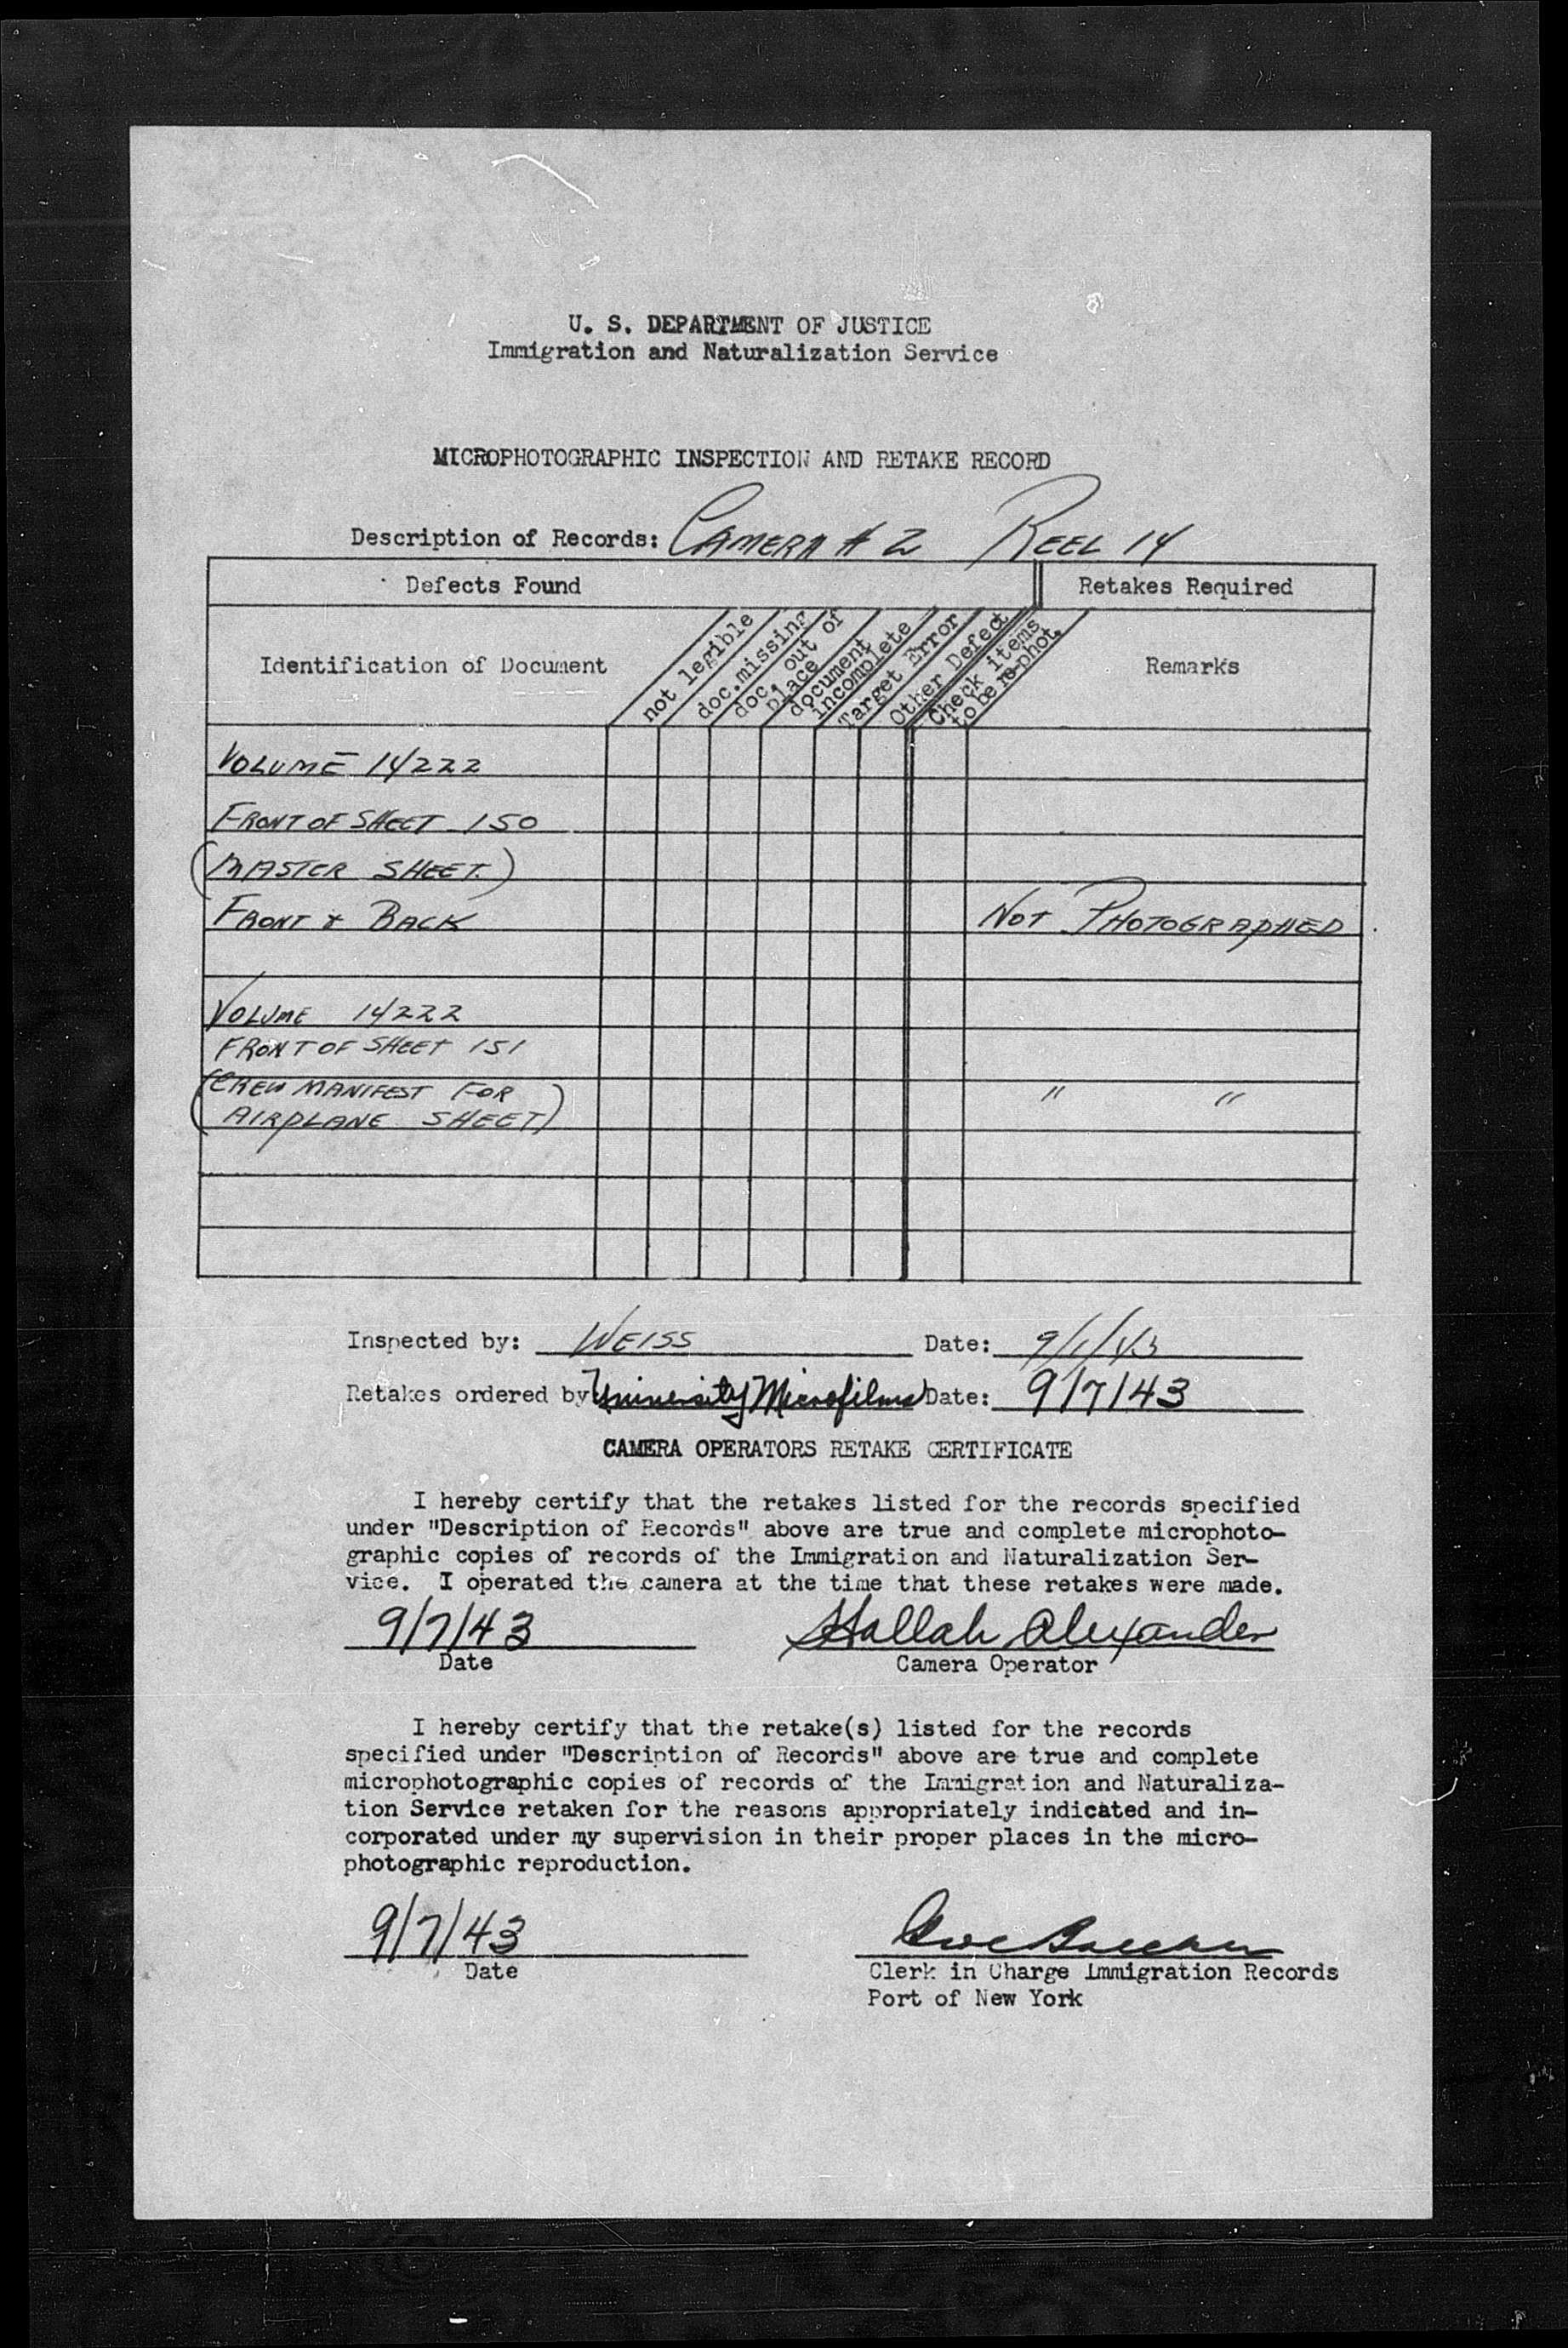 U. S. DEPARTMENT OF JUSTICE
Immigration and Naturalization Service
MICROPHOTOGRAPHIC INSPECTION AND RETAKE RECORD
Description of Records: CAMERA # 2 REEL 14
Defects Found
Retakes Required
Identification of Document
not legible
doc. missing
doc. out of
place
document
incomplete
Target Error
Other Defect
Check items
to be re-phot.
Remarks
VOLUME 14222
FRONT OF SHEET 150
(MASTER SHEET.)
FRONT & BACK
NOT PHOTOGRAPHED
VOLUME 14222
FRONT OF SHEET 151
(CREW MANIFEST FOR
AIRPLANE SHEET)
" "
Inspected by: WEISS Date: 9/1/43
Retakes ordered by University Microfilms Date: 9/7/43
CAMERA OPERATORS RETAKE CERTIFICATE
I hereby certify that the retakes listed for the records specified
under "Description of Records" above are true and complete microphoto-
graphic copies of records of the Immigration and Naturalization Ser-
vice. I operated the camera at the time that these retakes were made.
9/7/43 Hallah Alexander
Date Camera Operator
I hereby certify that the retake(s) listed for the records
specified under "Description of Records" above are true and complete
microphotographic copies of records of the Immigration and Naturaliza-
tion Service retaken for the reasons appropriately indicated and in-
corporated under my supervision in their proper places in the micro-
photographic reproduction.
9/7/43
Date
Clerk in Charge Immigration Records
Port of New York